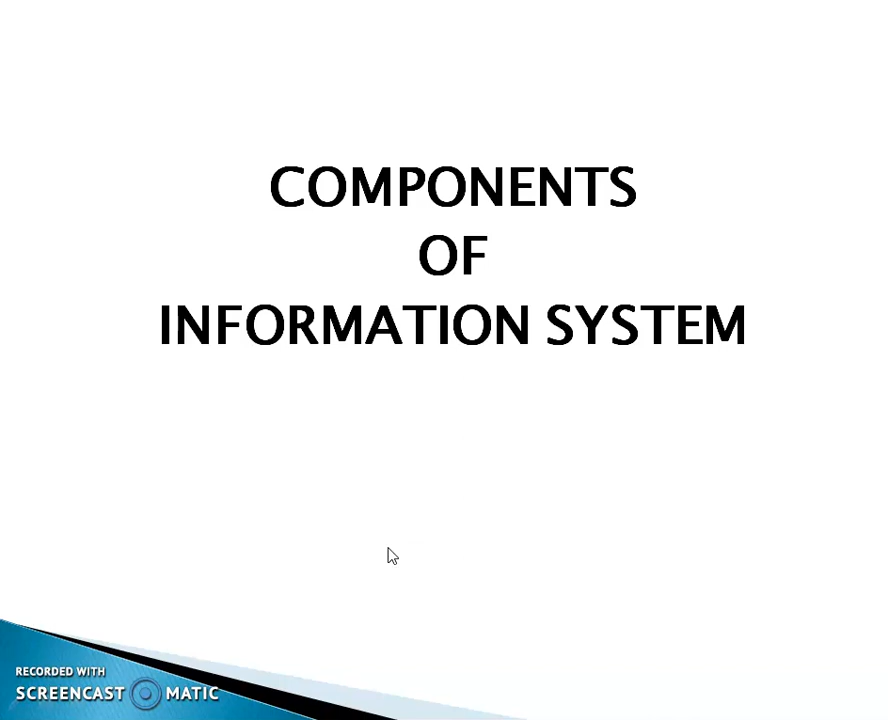 COMPONENTS
OF
INFORMATION SYSTEM
RECORDED WITH
SCREENCAST MATIC